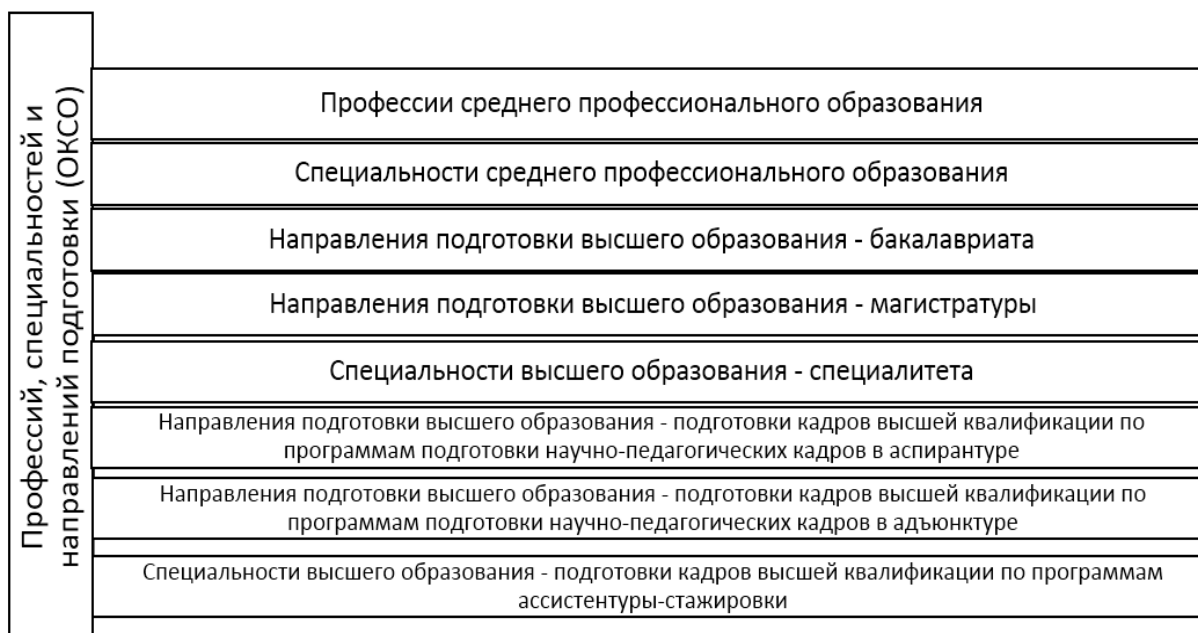 Профессий, специальностей и
направлений подготовки (ОКСО)
Профессии среднего профессионального образования
Специальности среднего профессионального образования
Направления подготовки высшего образования - бакалавриата
Направления подготовки высшего образования - магистратуры
Специальности высшего образования - специалитета
Направления подготовки высшего образования - подготовки кадров высшей квалификации по
программам подготовки научно-педагогических кадров в аспирантуре
Направления подготовки высшего образования - подготовки кадров высшей квалификации по
программам подготовки научно-педагогических кадров в адъюнктуре
Специальности высшего образования - подготовки кадров высшей квалификации по программам
ассистентуры-стажировки